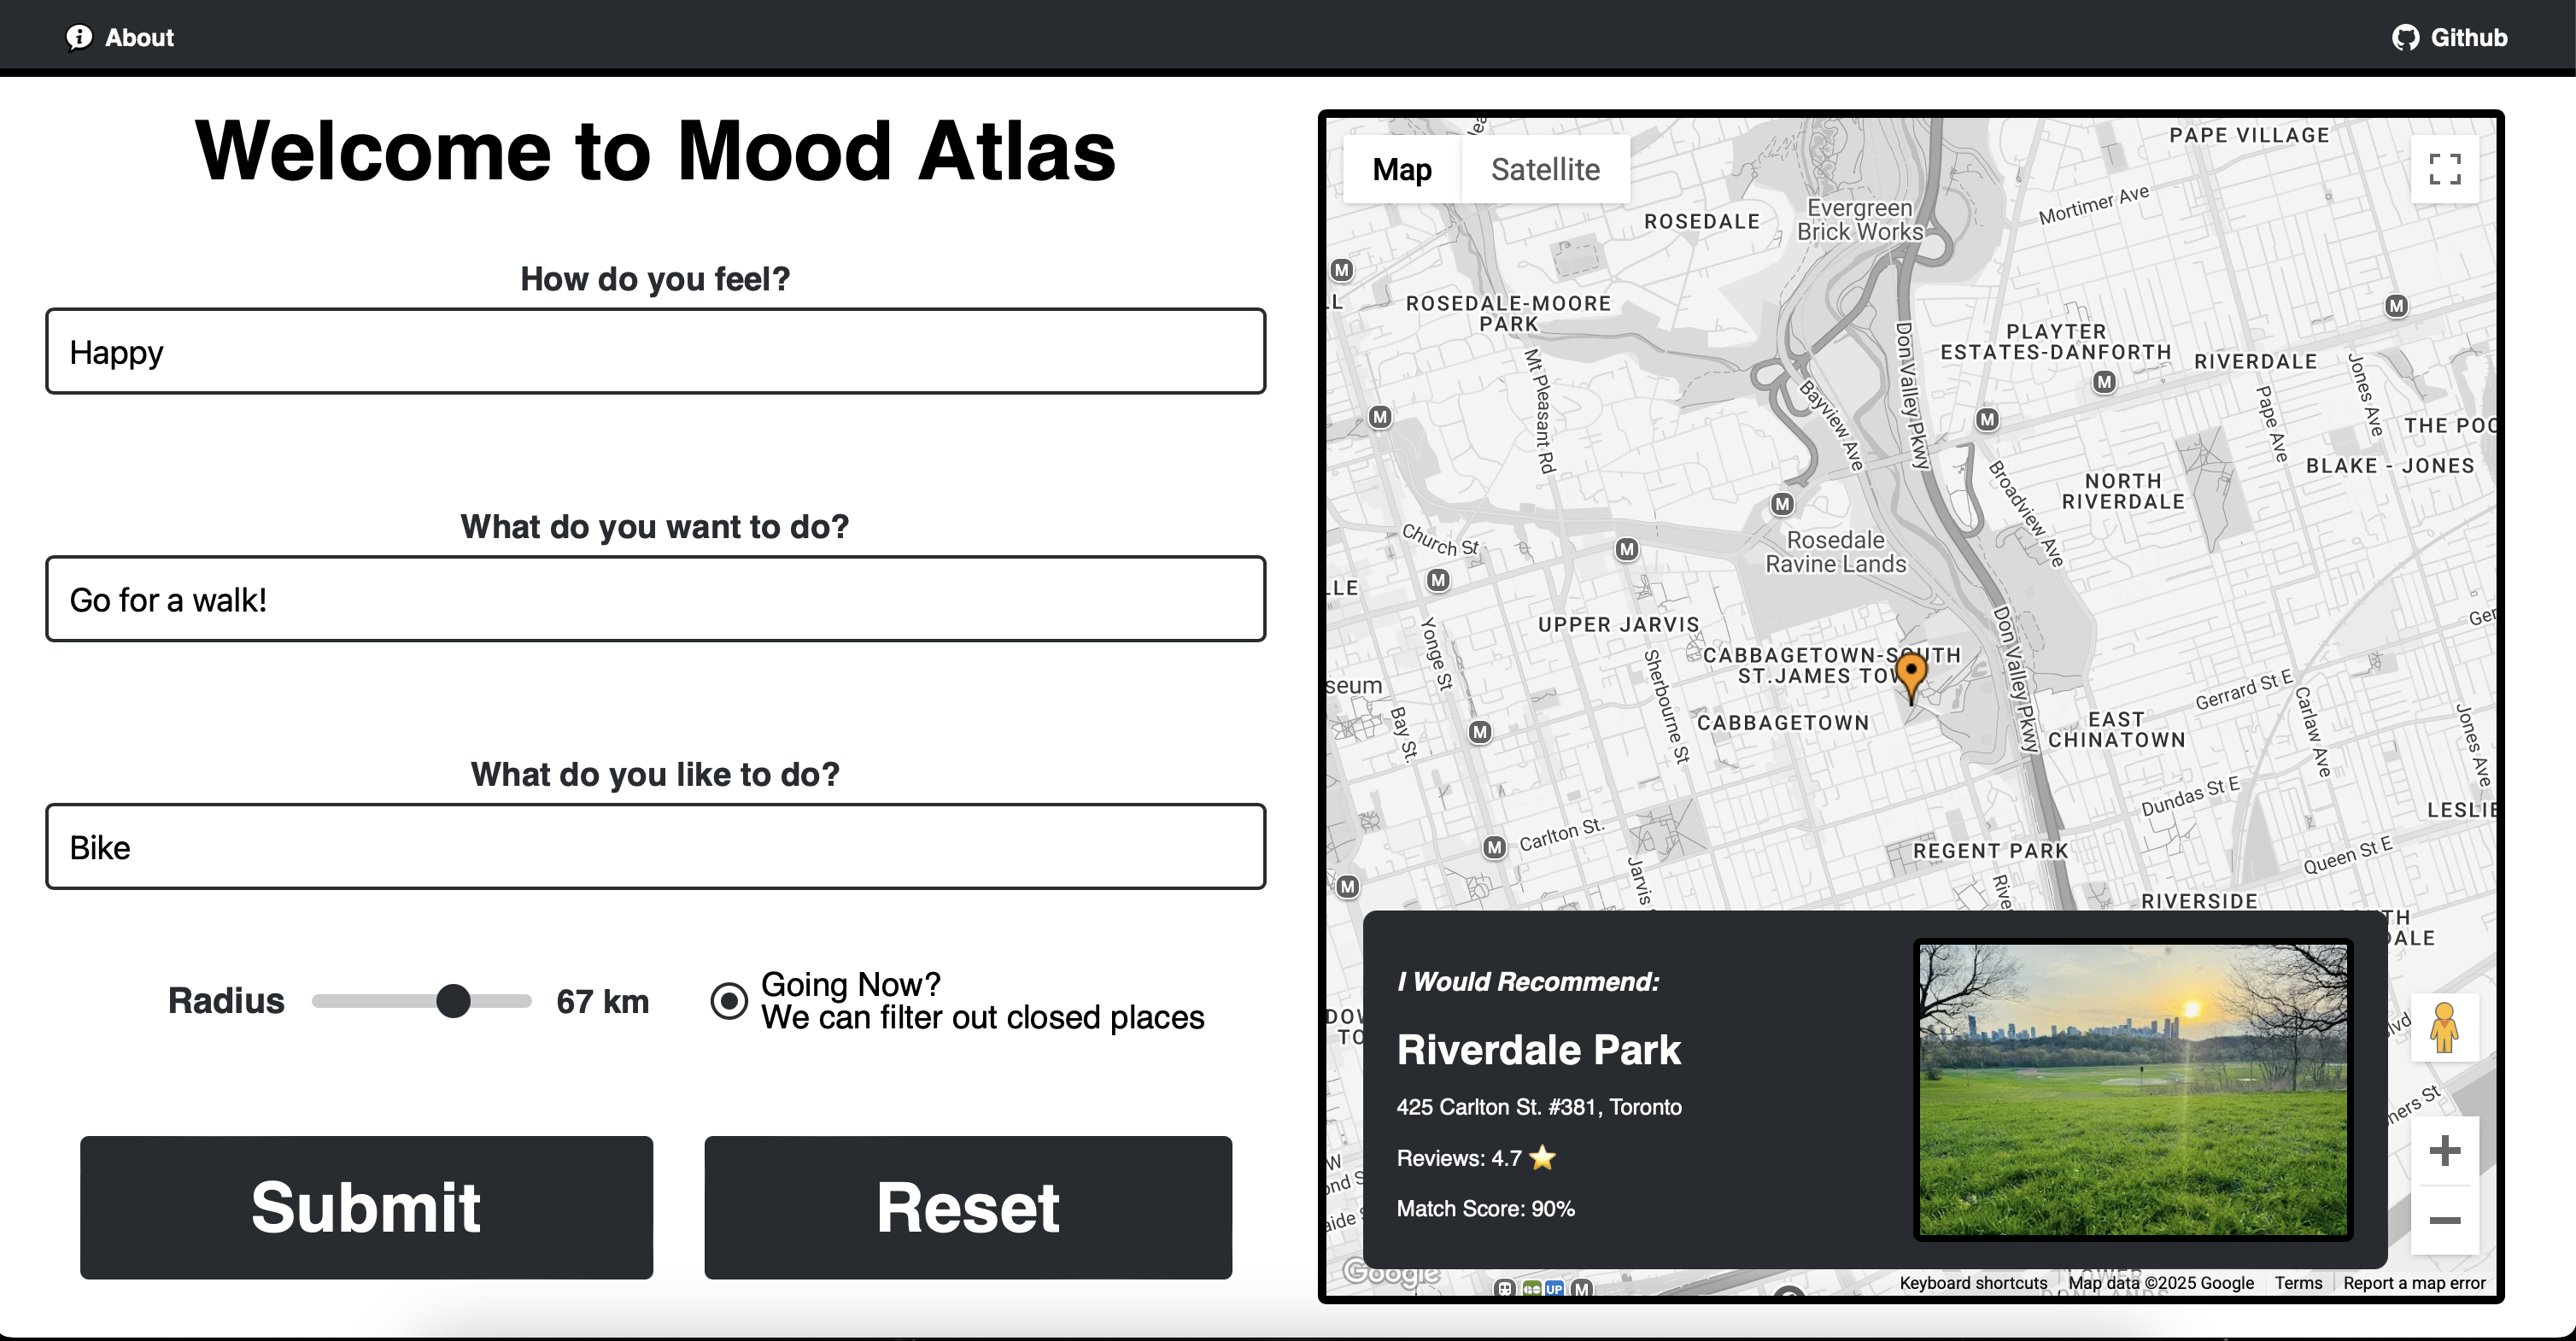 About
Github
Welcome to Mood Atlas
How do you feel?
Happy
What do you want to do?
Go for a walk!
What do you like to do?
Bike
Radius
67 km
Going Now?
We can filter out closed places
Submit
Reset
Map
Satellite
PAPE VILLAGE
Mortimer Ave
ROSEDALE
Evergreen
Brick Works
M
ROSEDALE-MOORE
PARK
M
PLAYTER
ESTATES-DANFORTH
RIVERDALE
M
Don Valley Pkwy
Mt Pleasant Rd
Bayview Ave
Jones Ave
Pape Ave
M
M
THE POC
BLAKE - JONES
NORTH
RIVERDALE
Broadview Ave
M
Church St
M
Rosedale
Ravine Lands
M
LLE
UPPER JARVIS
Yonge St
Sherbourne St
CABBAGETOWN-SOUTH
ST.JAMES TOW
Don Valley Pkwy
seum
Bay St.
Gerrard St E
Carlaw Ave
Jones Ave
CABBAGETOWN
M
EAST
CHINATOWN
Dundas St E
LESLIE
M
Carlton St.
REGENT PARK
Queen St E
M
Jarvis
RIVERSIDE
I Would Recommend:
Riverdale Park
425 Carlton St. #381, Toronto
Reviews: 4.7
Match Score: 90%
Google
UP
M
Keyboard shortcuts
Map data ©2025 Google
Terms
Report a map error